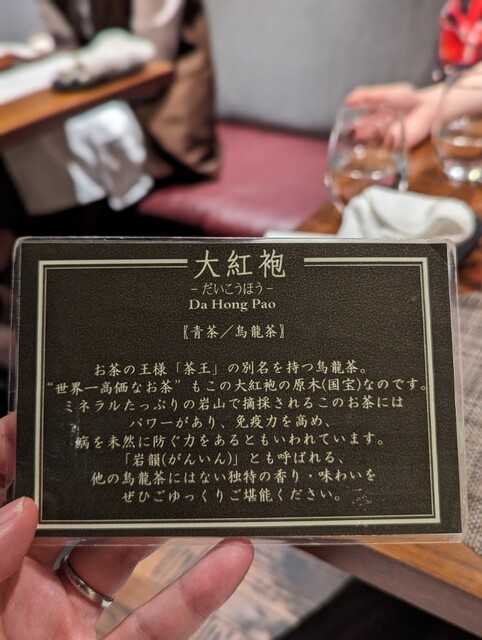 大紅袍
−だいこうほう−
Da Hong Pao
〖青茶／烏龍茶〗
お茶の王様「茶王」の別名を持つ烏龍茶。
“世界一高価なお茶”もこの大紅袍の原木(国宝)なのです。
ミネラルたっぷりの岩山で摘採されるこのお茶には
パワーがあり、免疫力を高め、
病を未然に防ぐ力をあるともいわれています。
「岩韻(がんいん)」とも呼ばれる、
他の烏龍茶にはない独特の香り・味わいを
ぜひごゆっくりご堪能ください。